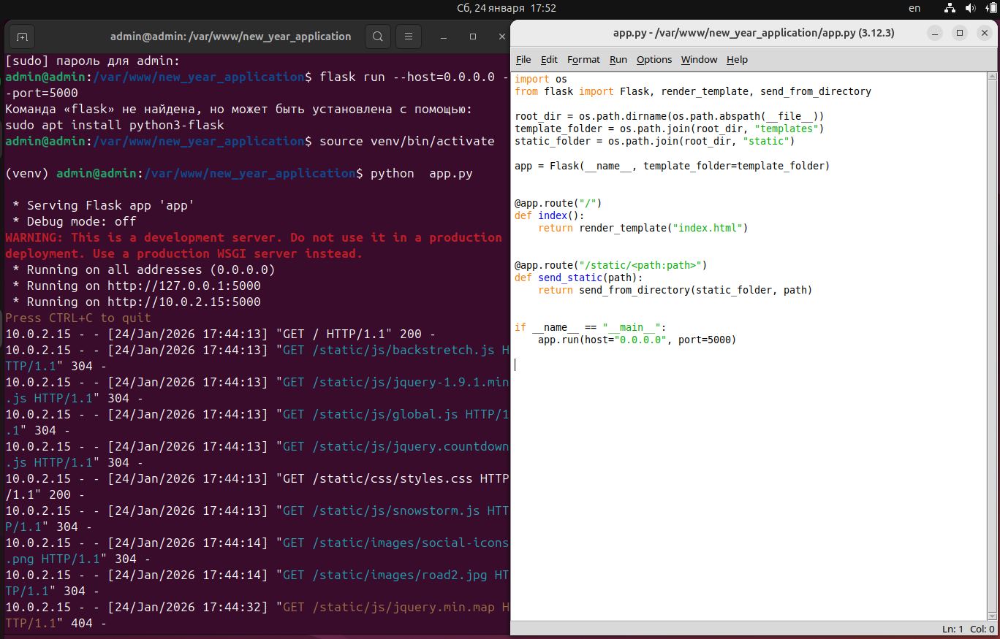 Сб, 24 января 17:52
en
admin@admin: /var/www/new_year_application
[sudo] пароль для admin:
admin@admin:/var/www/new_year_application$ flask run --host=0.0.0.0 -
-port=5000
Команда «flask» не найдена, но может быть установлена с помощью:
sudo apt install python3-flask
admin@admin:/var/www/new_year_application$ source venv/bin/activate
(venv) admin@admin:/var/www/new_year_application$ python  app.py
 * Serving Flask app 'app'
 * Debug mode: off
WARNING: This is a development server. Do not use it in a production
deployment. Use a production WSGI server instead.
 * Running on all addresses (0.0.0.0)
 * Running on http://127.0.0.1:5000
 * Running on http://10.0.2.15:5000
Press CTRL+C to quit
10.0.2.15 - - [24/Jan/2026 17:44:13] "GET / HTTP/1.1" 200 -
10.0.2.15 - - [24/Jan/2026 17:44:13] "GET /static/js/backstretch.js H
TTP/1.1" 304 -
10.0.2.15 - - [24/Jan/2026 17:44:13] "GET /static/js/jquery-1.9.1.min
.js HTTP/1.1" 304 -
10.0.2.15 - - [24/Jan/2026 17:44:13] "GET /static/js/global.js HTTP/1
.1" 304 -
10.0.2.15 - - [24/Jan/2026 17:44:13] "GET /static/js/jquery.countdown
.js HTTP/1.1" 304 -
10.0.2.15 - - [24/Jan/2026 17:44:13] "GET /static/css/styles.css HTTP
/1.1" 200 -
10.0.2.15 - - [24/Jan/2026 17:44:13] "GET /static/js/snowstorm.js HTT
P/1.1" 304 -
10.0.2.15 - - [24/Jan/2026 17:44:14] "GET /static/images/social-icons
.png HTTP/1.1" 304 -
10.0.2.15 - - [24/Jan/2026 17:44:14] "GET /static/images/road2.jpg HT
TP/1.1" 304 -
10.0.2.15 - - [24/Jan/2026 17:44:32] "GET /static/js/jquery.min.map H
TTP/1.1" 404 -
app.py - /var/www/new_year_application/app.py (3.12.3)
File Edit Format Run Options Window Help
import os
from flask import Flask, render_template, send_from_directory
root_dir = os.path.dirname(os.path.abspath(__file__))
template_folder = os.path.join(root_dir, "templates")
static_folder = os.path.join(root_dir, "static")
app = Flask(__name__, template_folder=template_folder)
@app.route("/")
def index():
    return render_template("index.html")
@app.route("/static/<path:path>")
def send_static(path):
    return send_from_directory(static_folder, path)
if __name__ == "__main__":
    app.run(host="0.0.0.0", port=5000)
Ln: 1 Col: 0